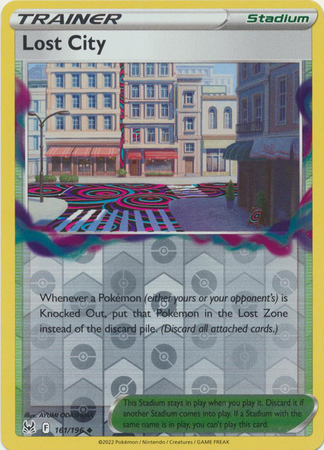 TRAINER
Stadium
Lost City
Whenever a Pokémon (either yours or your opponent's) is
Knocked Out, put that Pokémon in the Lost Zone
instead of the discard pile. (Discard all attached cards.)
This Stadium stays in play when you play it. Discard it if
another Stadium comes into play. If a Stadium with the
same name is in play, you can't play this card.
Illus. AYUMI ODASHIMA
F 161/196
©2022 Pokémon / Nintendo / Creatures / GAME FREAK